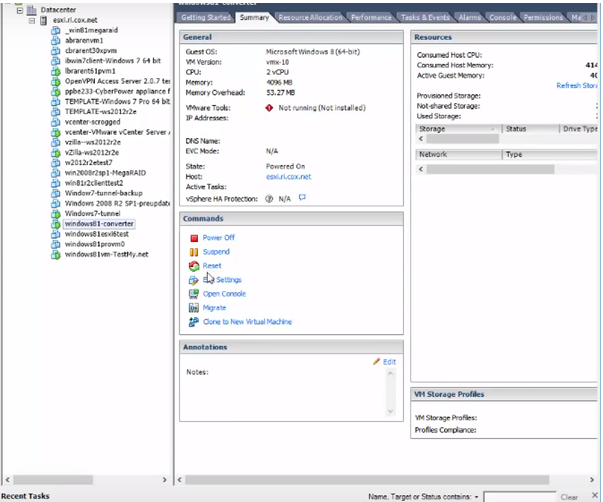 Datacenter
esxi.ri.cox.net
_win81megaraid
abrarenvm1
cbrarent30xpvm
ibwin7client-Windows 7 64 bit
lbrarent61pvm1
OpenVPN Access Server 2.0.7 tes
ppbe233-CyberPower appliance f
TEMPLATE-Windows 7 Pro 64 bit
TEMPLATE-ws2012r2e
vcenter-scrogged
vcenter-VMware vCenter Server
vzilla-ws2012r2e
vzilla-ws2012r2e
w2012r2etest7
win2008r2sp1-MegaRAID
win81r2clienttest2
Window7-tunnel-backup
Windows 2008 R2 SP1-preupdat
Windows7-tunnel
windows81-converter
windows81esxi6test
windows81provm0
windows81vm-TestMy.net
windows81-converter
Getting Started Summary Resource Allocation Performance Tasks & Events Alarms Console Permissions Ma
General
Guest OS: Microsoft Windows 8 (64-bit)
VM Version: vmx-10
CPU: 2 vCPU
Memory: 4096 MB
Memory Overhead: 53.27 MB
VMware Tools: Not running (Not installed)
IP Addresses:
DNS Name:
EVC Mode: N/A
State: Powered On
Host: esxi.ri.cox.net
Active Tasks:
vSphere HA Protection: N/A
Commands
Power Off
Suspend
Reset
Settings
Open Console
Migrate
Clone to New Virtual Machine
Annotations
Edit
Notes:
Resources
Consumed Host CPU:
Consumed Host Memory: 414
Active Guest Memory: 40
Refresh Stor
Provisioned Storage:
Not-shared Storage:
Used Storage:
Storage Status Drive Type
Network Type
VM Storage Profiles
VM Storage Profiles:
Profiles Compliance:
Recent Tasks
Name, Target or Status contains:
Clear